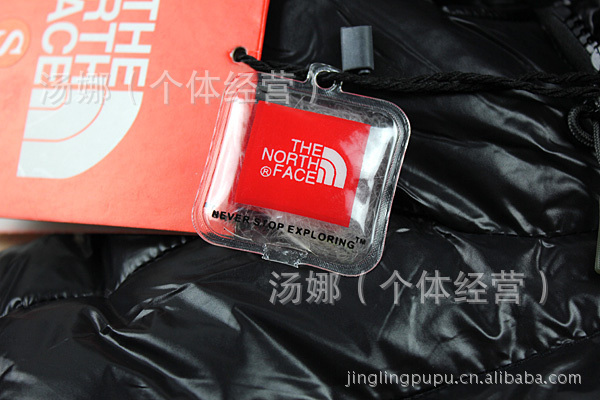 THE
NORTH
FACE
S
汤娜（个体经营
THE
NORTH
®FACE
NEVER STOP EXPLORING™
汤娜（个体经营）
jinglingpupu.cn.alibaba.com